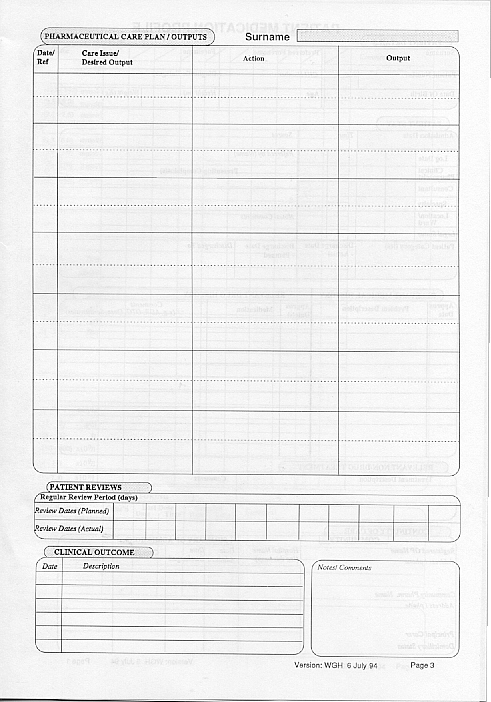 PHARMACEUTICAL CARE PLAN / OUTPUTS
Surname
Date/ Ref
Care Issue/ Desired Output
Action
Output
PATIENT REVIEWS
Regular Review Period (days)
Review Dates (Planned)
Review Dates (Actual)
CLINICAL OUTCOME
Date
Description
Notes/ Comments
Version: WGH 6 July 94
Page 3